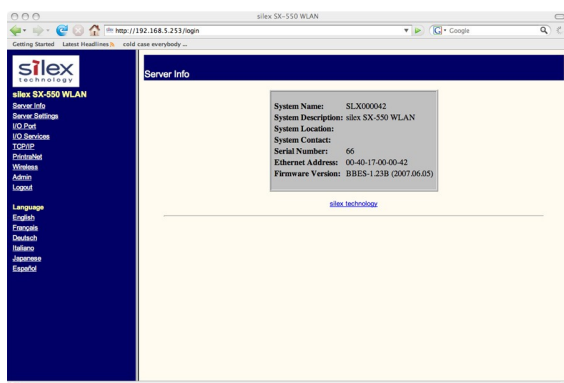 silex SX-550 WLAN
http://192.168.5.253/login
Google
Getting Started Latest Headlines cold case everybody ...
silex
technology
silex SX-550 WLAN
Server Info
Server Settings
I/O Port
I/O Services
TCP/IP
PrintraNet
Wireless
Admin
Logout
Language
English
Français
Deutsch
Italiano
Japanese
Español
Server Info
System Name: SLX000042
System Description: silex SX-550 WLAN
System Location:
System Contact:
Serial Number: 66
Ethernet Address: 00-40-17-00-00-42
Firmware Version: BBES-1.23B (2007.06.05)
silex technology